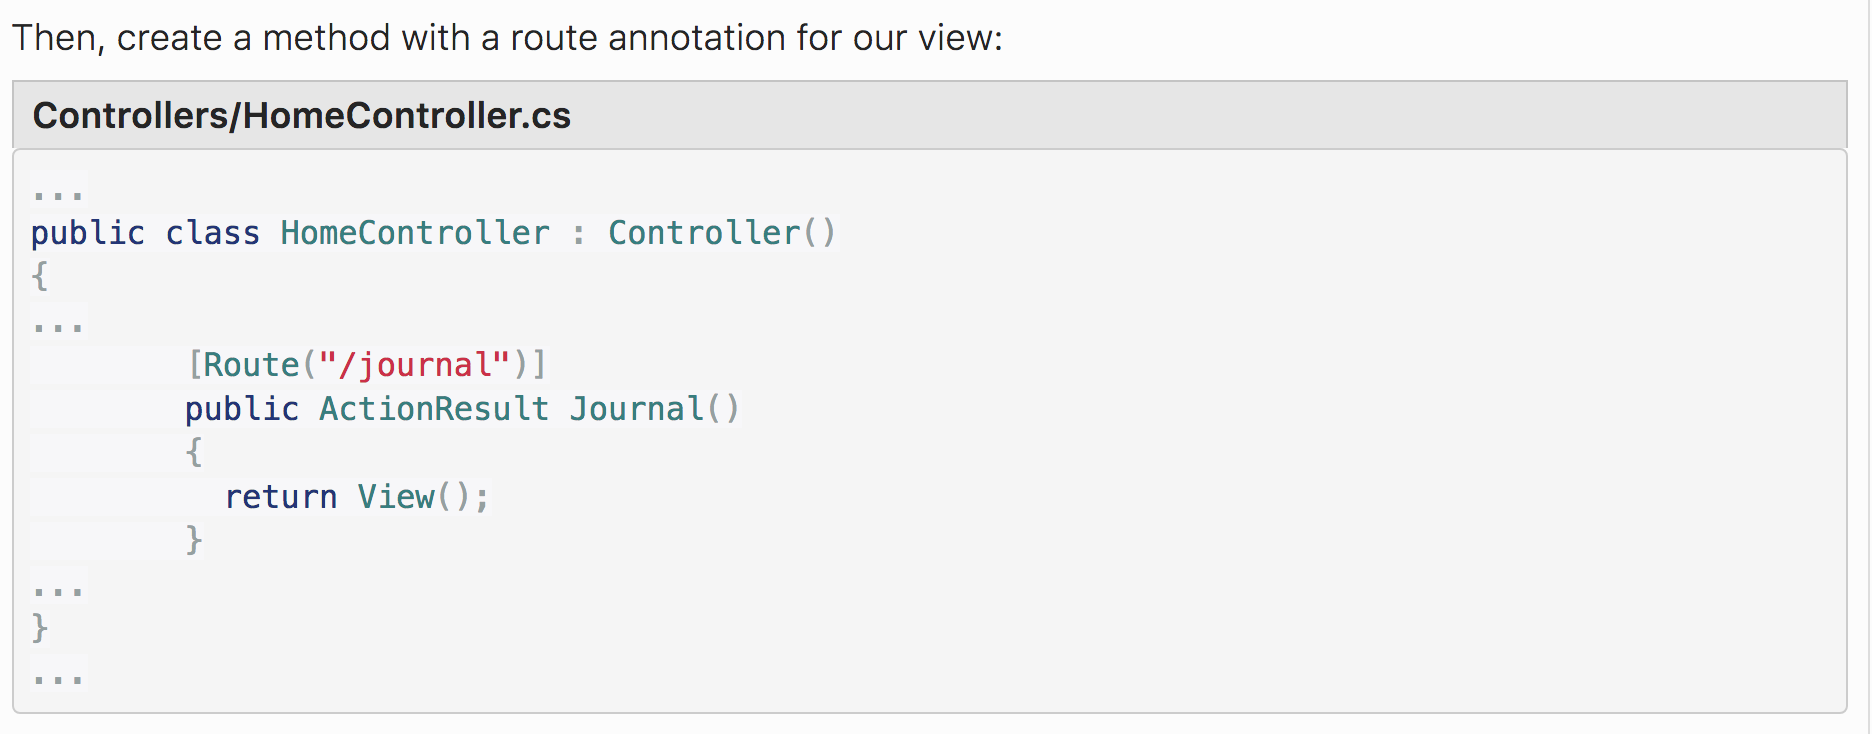 Then, create a method with a route annotation for our view:
Controllers/HomeController.cs
...
public class HomeController : Controller()
{
...
        [Route("/journal")]
        public ActionResult Journal()
        {
          return View();
        }
...
}
...